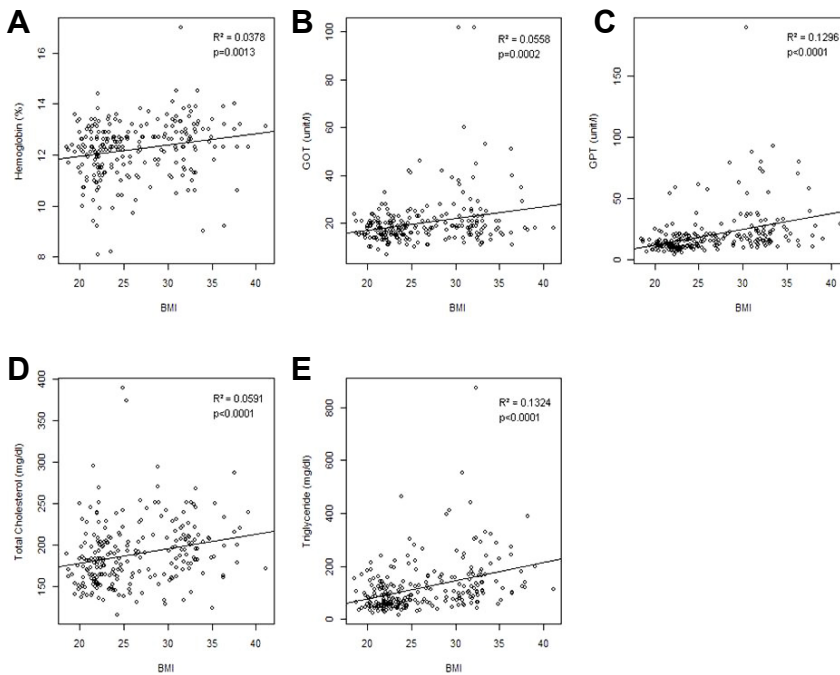 A
R² = 0.0378
p=0.0013
Hemoglobin (%)
16
14
12
10
8
20 25 30 35 40
BMI
B
R² = 0.0558
p=0.0002
GOT (unit/l)
100
80
60
40
20
20 25 30 35 40
BMI
C
R² = 0.1296
p<0.0001
GPT (unit/l)
150
100
50
0
20 25 30 35 40
BMI
D
R² = 0.0591
p<0.0001
Total Cholesterol (mg/dl)
400
350
300
250
200
150
20 25 30 35 40
BMI
E
R² = 0.1324
p<0.0001
Triglyceride (mg/dl)
800
600
400
200
0
20 25 30 35 40
BMI